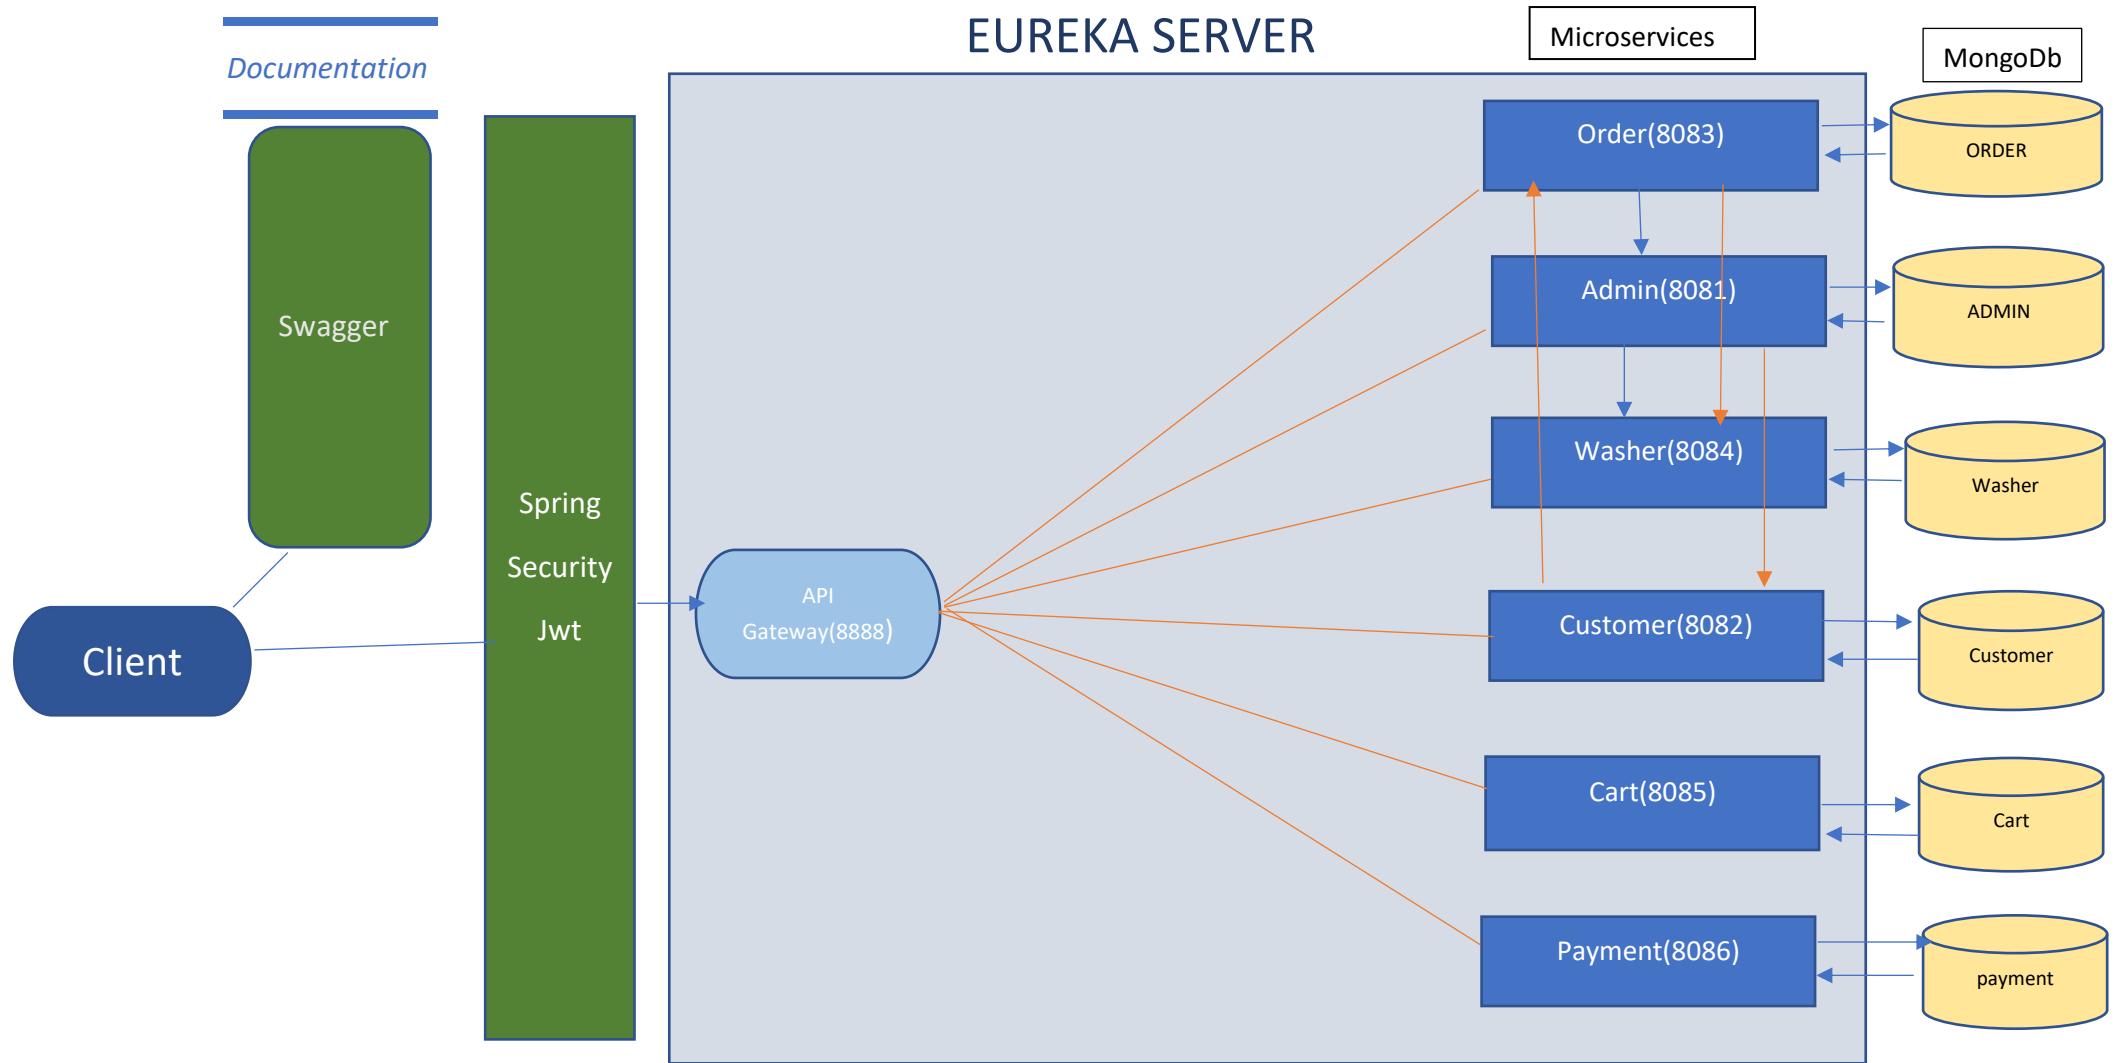 EUREKA SERVER
Microservices
MongoDb
Documentation
Swagger
Client
Spring
Security
Jwt
API
Gateway(8888)
Order(8083)
ORDER
Admin(8081)
ADMIN
Washer(8084)
Washer
Customer(8082)
Customer
Cart(8085)
Cart
Payment(8086)
payment